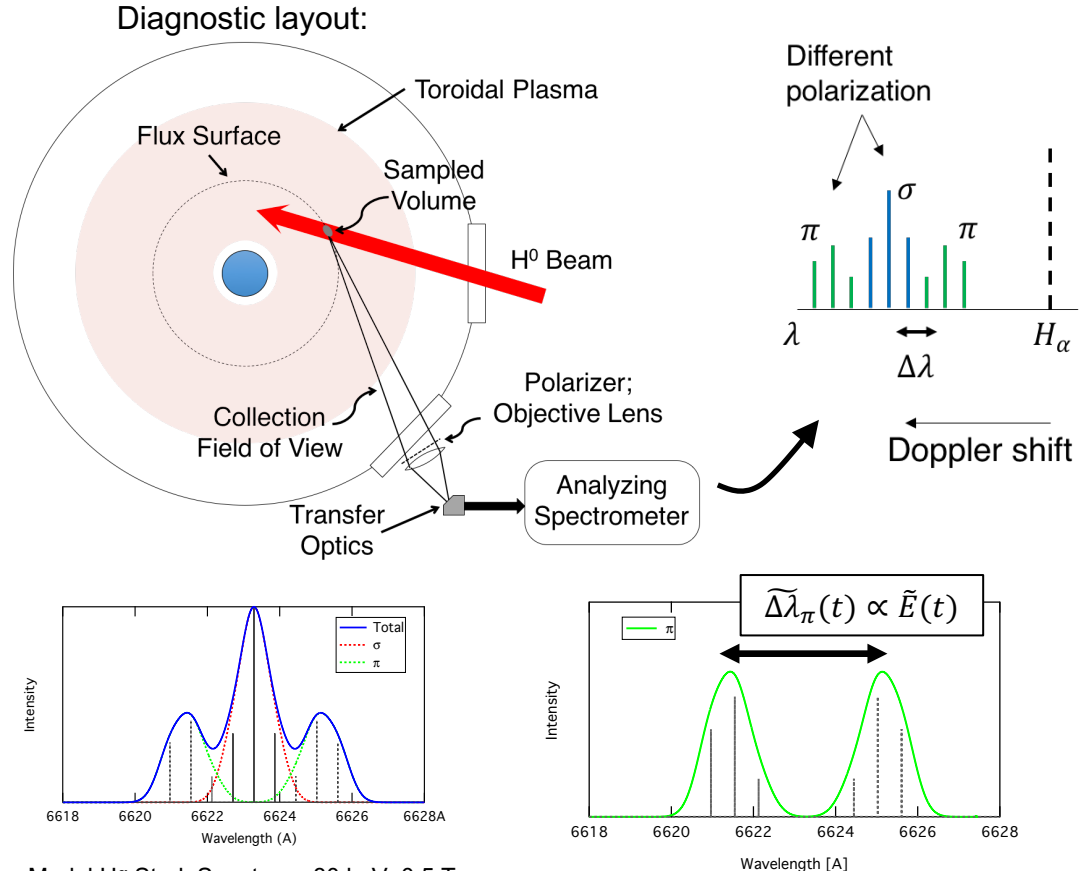 Diagnostic layout:
Toroidal Plasma
Flux Surface
Sampled
Volume
H⁰ Beam
Collection
Field of View
Polarizer;
Objective Lens
Transfer
Optics
Analyzing
Spectrometer
Different
polarization
σ
π
π
λ
Δλ
H_α
Doppler shift
Total
σ
π
Intensity
6618
6620
6622
6624
6626
6628A
Wavelength (A)
\widetilde{Δλ}_π(t) ∝ \tilde{E}(t)
π
Intensity
6618
6620
6622
6624
6626
6628
Wavelength [A]